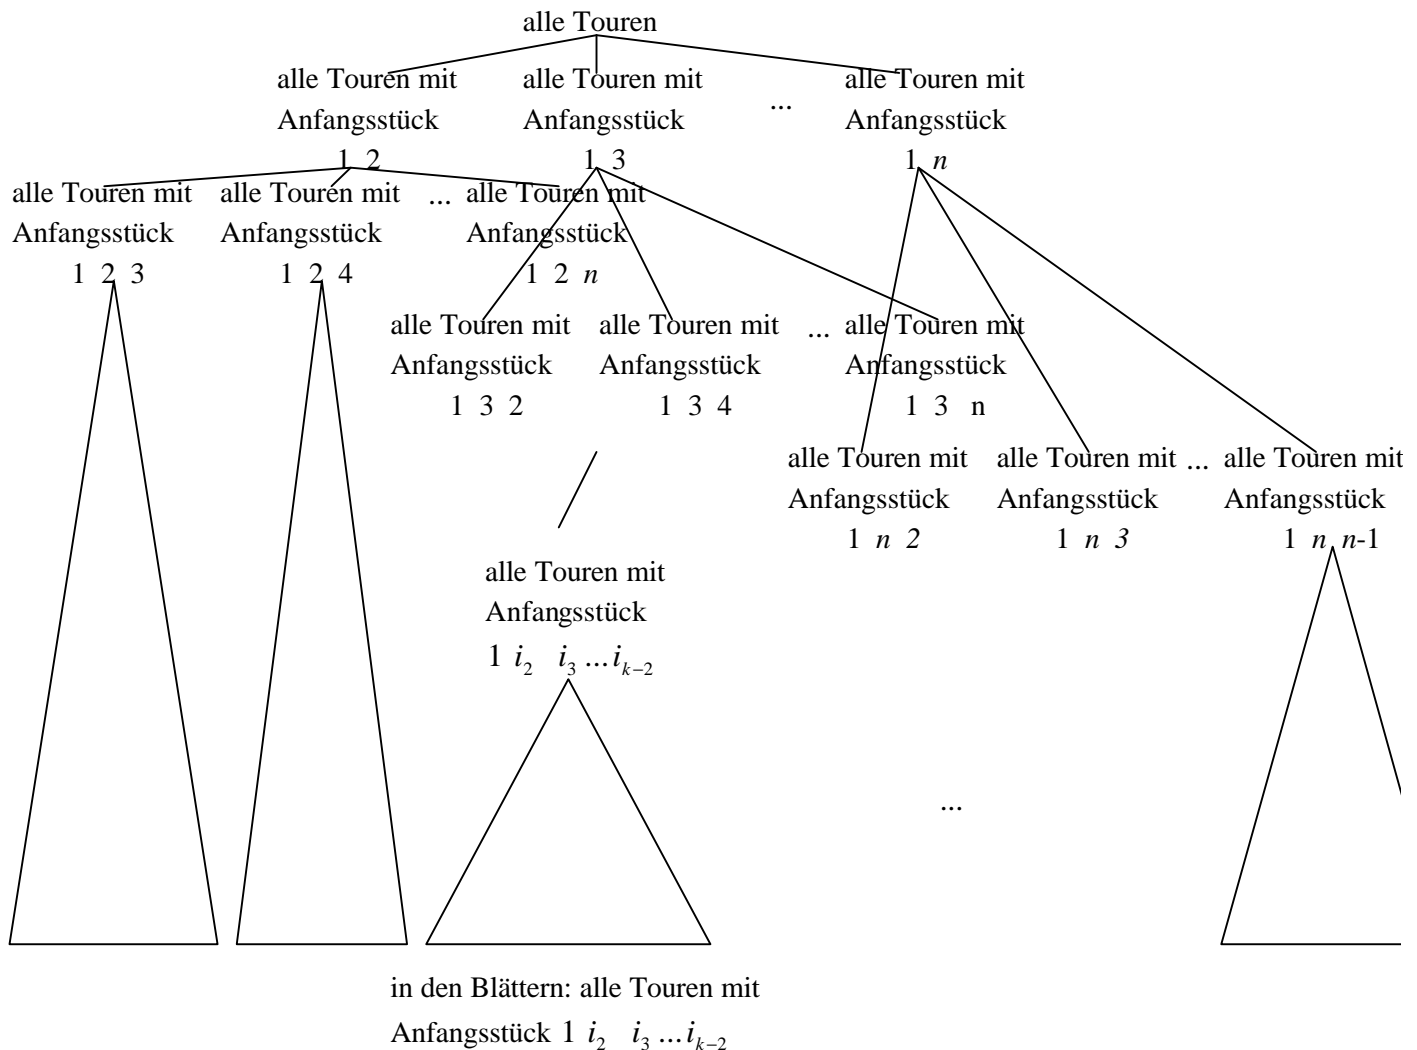 alle Touren
alle Touren mit
Anfangsstück
1 2
alle Touren mit
Anfangsstück
1 3
...
alle Touren mit
Anfangsstück
1 n
alle Touren mit
Anfangsstück
1 2 3
alle Touren mit
Anfangsstück
1 2 4
...
alle Touren mit
Anfangsstück
1 2 n
alle Touren mit
Anfangsstück
1 3 2
alle Touren mit
Anfangsstück
1 3 4
...
alle Touren mit
Anfangsstück
1 3 n
alle Touren mit
Anfangsstück
1 n 2
alle Touren mit
Anfangsstück
1 n 3
...
alle Touren mit
Anfangsstück
1 n n-1
alle Touren mit
Anfangsstück
1 i₂ i₃ ... iₖ₋₂
...
in den Blättern: alle Touren mit
Anfangsstück 1 i₂ i₃ ... iₖ₋₂